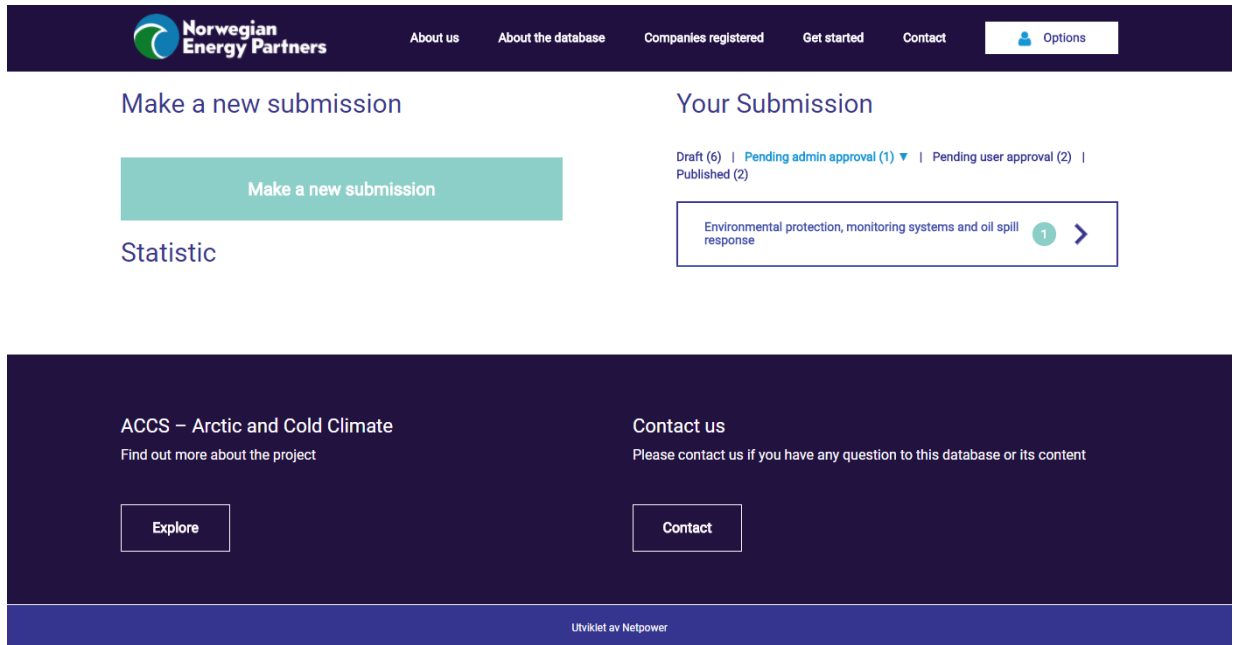 Norwegian
Energy Partners
About us
About the database
Companies registered
Get started
Contact
Options
Make a new submission
Make a new submission
Statistic
Your Submission
Draft (6) | Pending admin approval (1) ▼ | Pending user approval (2) |
Published (2)
Environmental protection, monitoring systems and oil spill
response
1
ACCS – Arctic and Cold Climate
Find out more about the project
Explore
Contact us
Please contact us if you have any question to this database or its content
Contact
Utviklet av Netpower